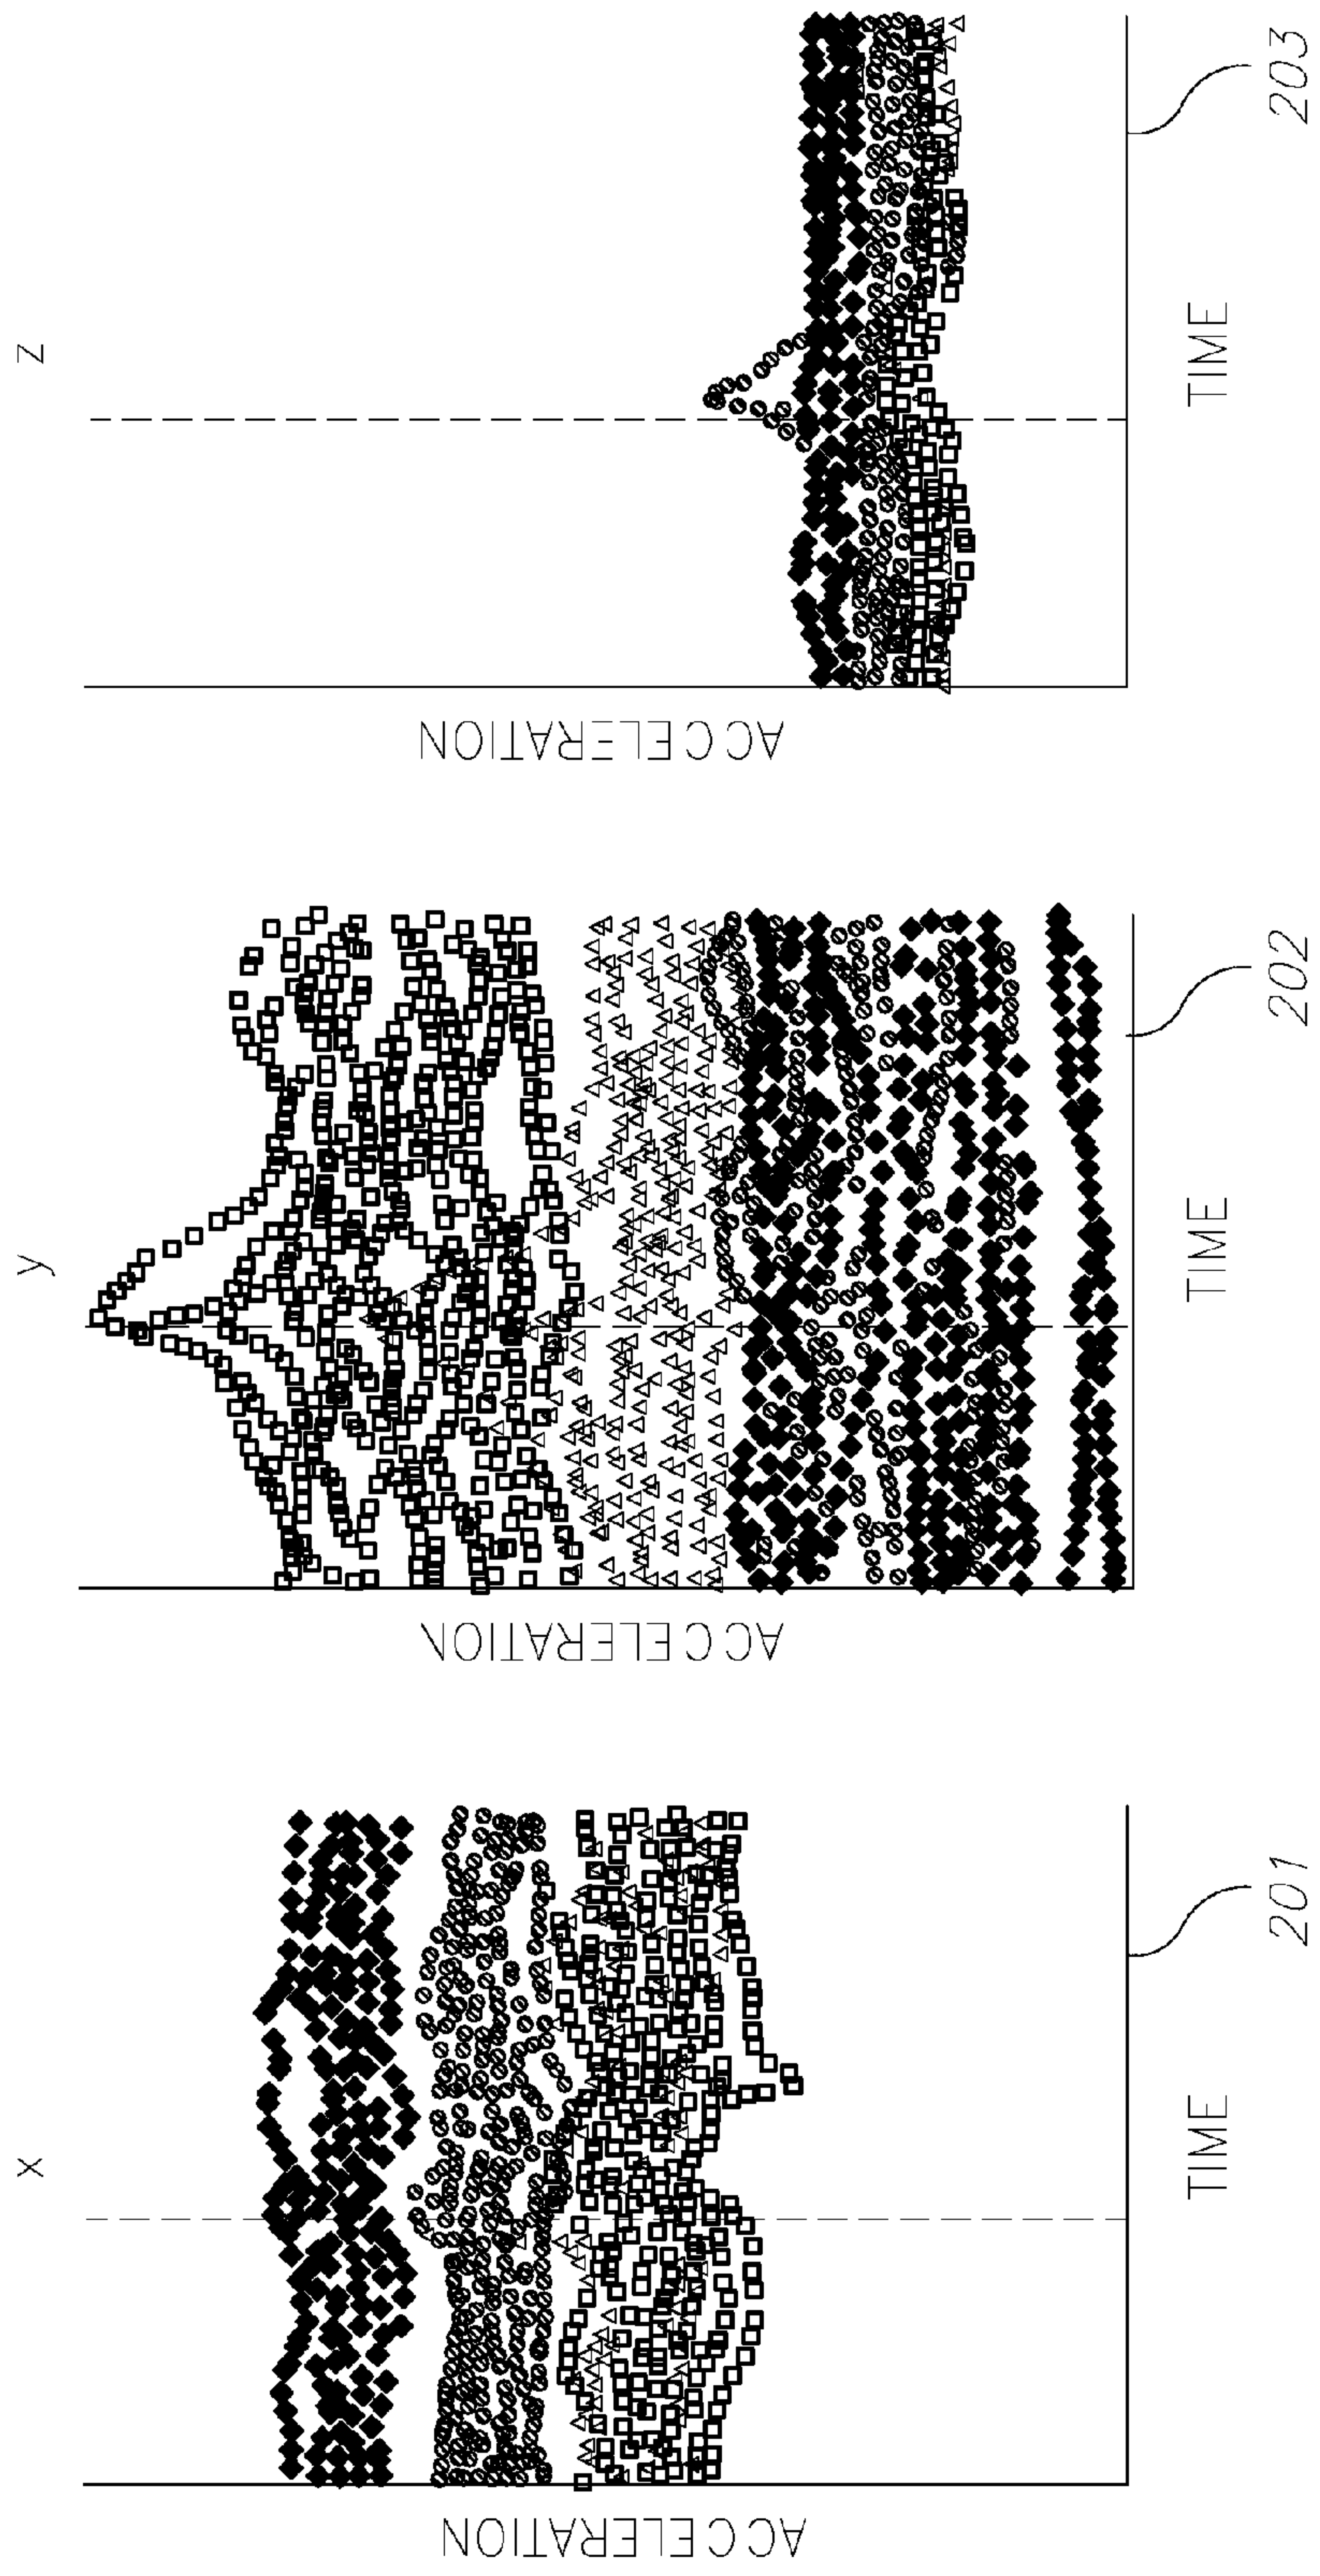 x
ACCELERATION
TIME
201
y
ACCELERATION
TIME
202
z
ACCELERATION
TIME
203